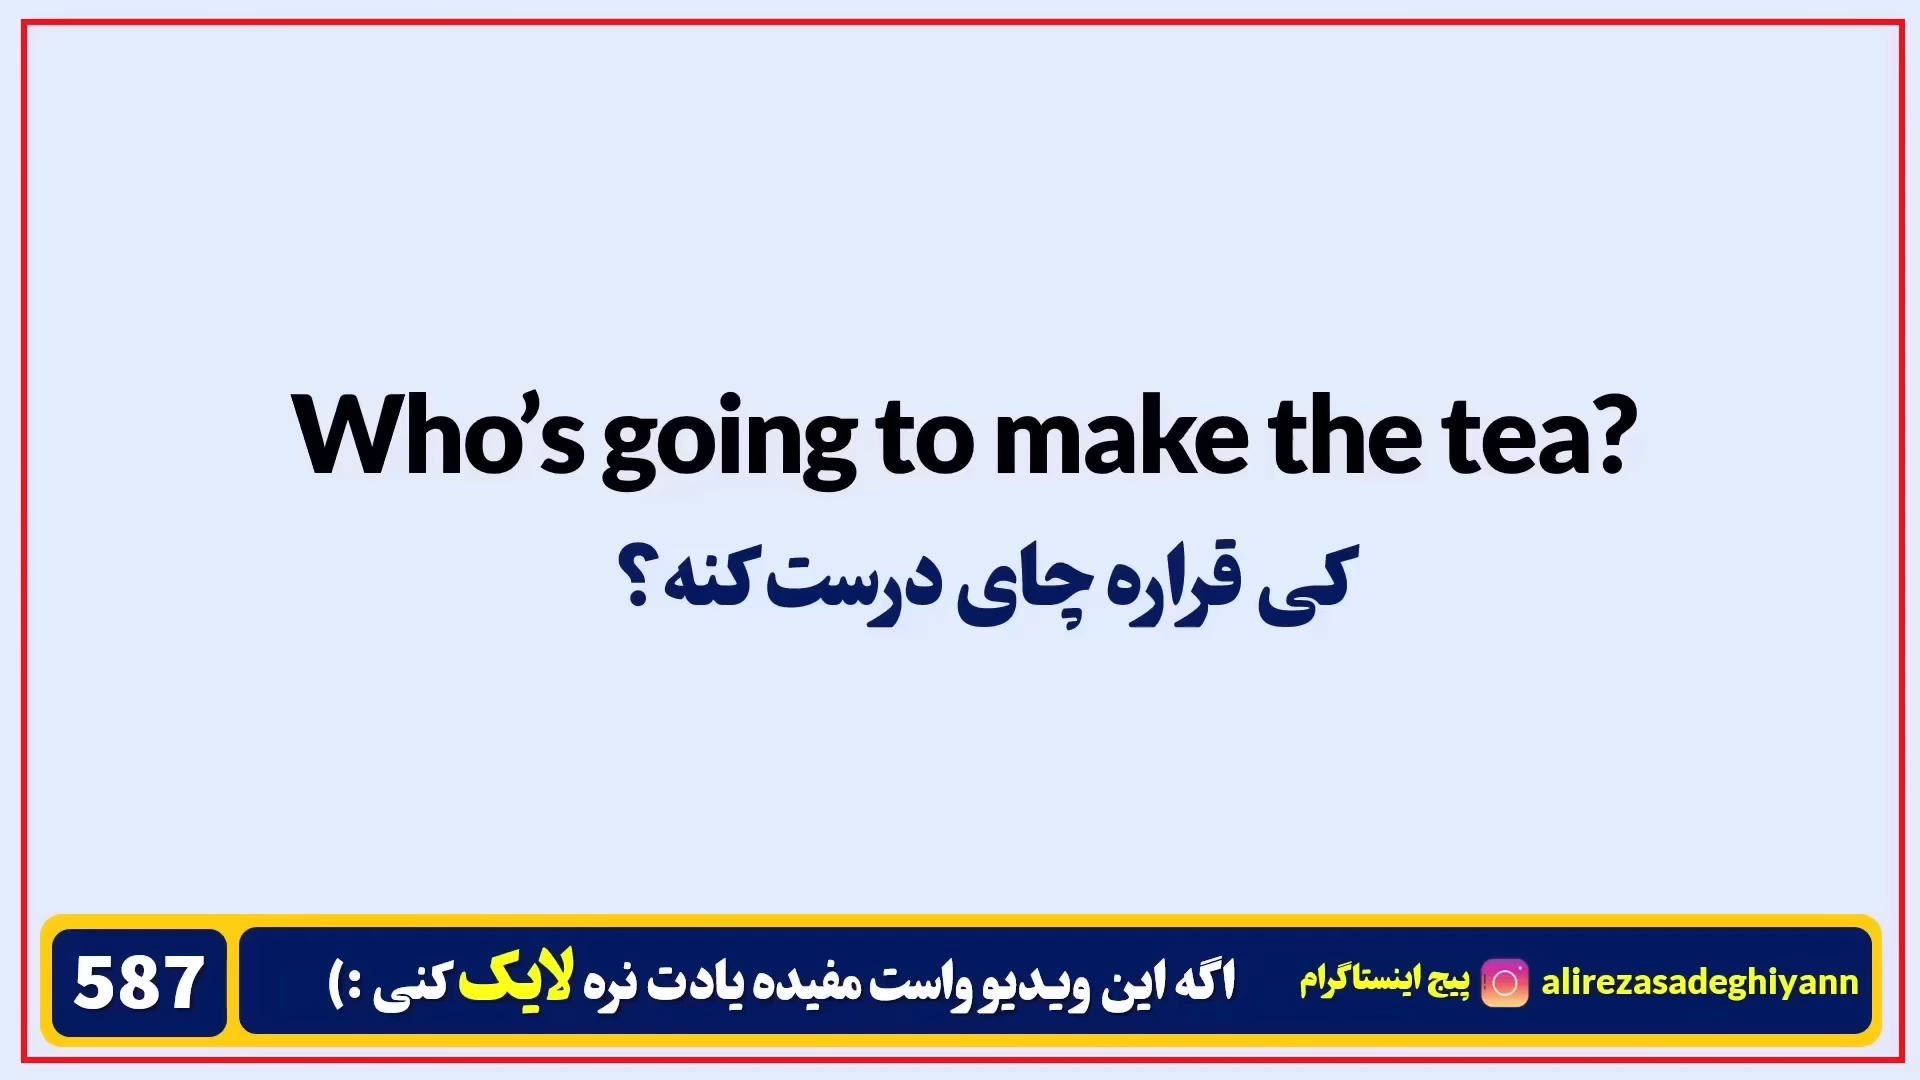 Who’s going to make the tea?
کی قراره چای درست کنه ؟
587
اگه این ویدیو واست مفیده یادت نره لایک کنی :)
پیج اینستاگرام
alirezasadeghiyann